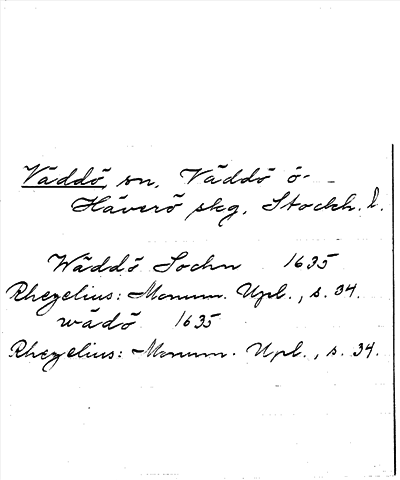 Väddö, sn, Väddö o-
Häverö skg, Stockh. l.
Wäddö Sochn 1635
Rhezelius: Monum. Upl., s. 34.
wädö 1635
Rhezelius: Monum. Upl., s. 34.